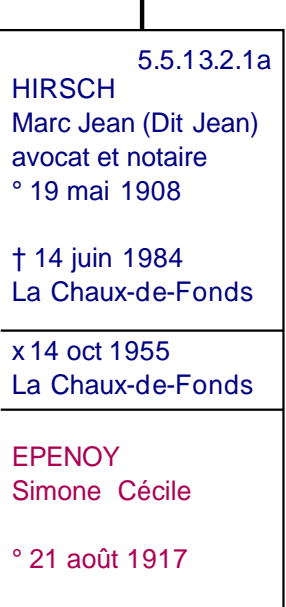 5.5.13.2.1a
HIRSCH
Marc Jean (Dit Jean)
avocat et notaire
° 19 mai 1908
† 14 juin 1984
La Chaux-de-Fonds
x 14 oct 1955
La Chaux-de-Fonds
EPENOY
Simone Cécile
° 21 août 1917